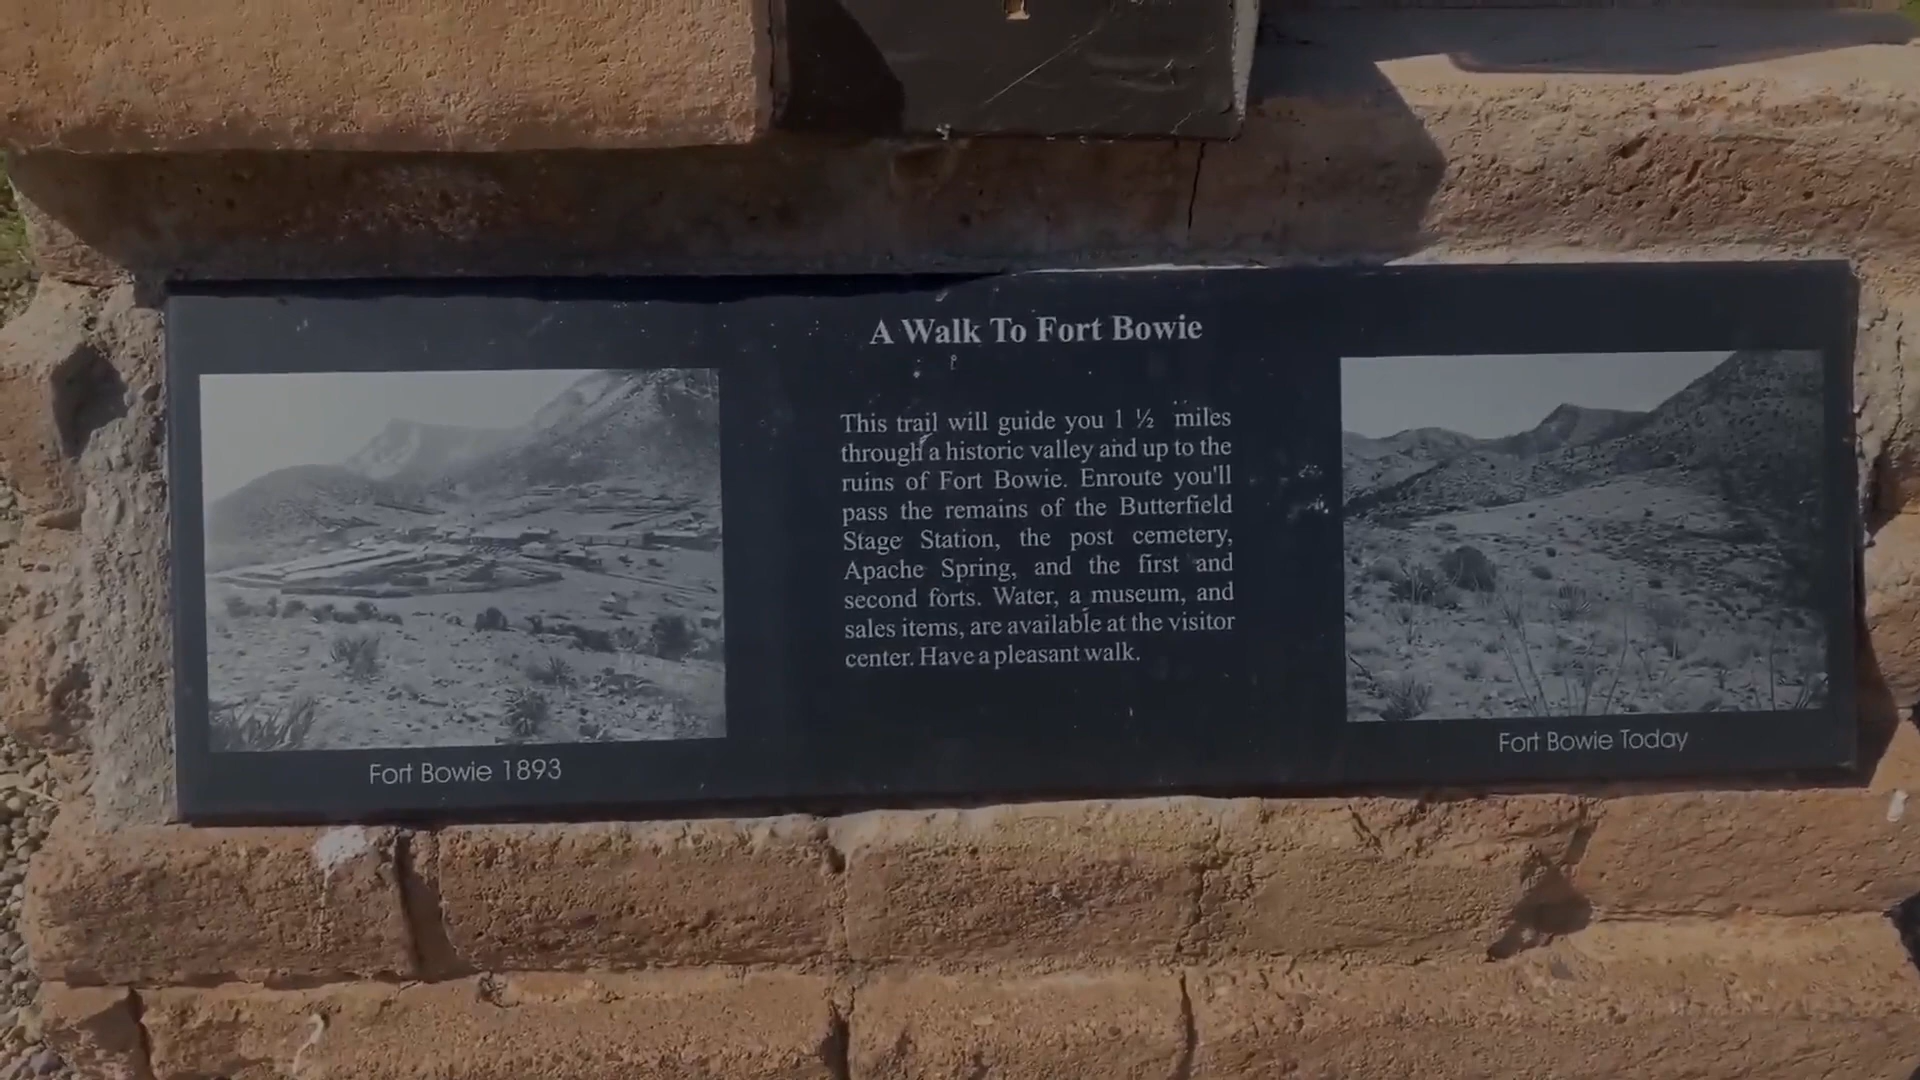 A Walk To Fort Bowie
This trail will guide you 1 ½ miles
through a historic valley and up to the
ruins of Fort Bowie. Enroute you'll
pass the remains of the Butterfield
Stage Station, the post cemetery,
Apache Spring, and the first and
second forts. Water, a museum, and
sales items, are available at the visitor
center. Have a pleasant walk.
Fort Bowie 1893
Fort Bowie Today